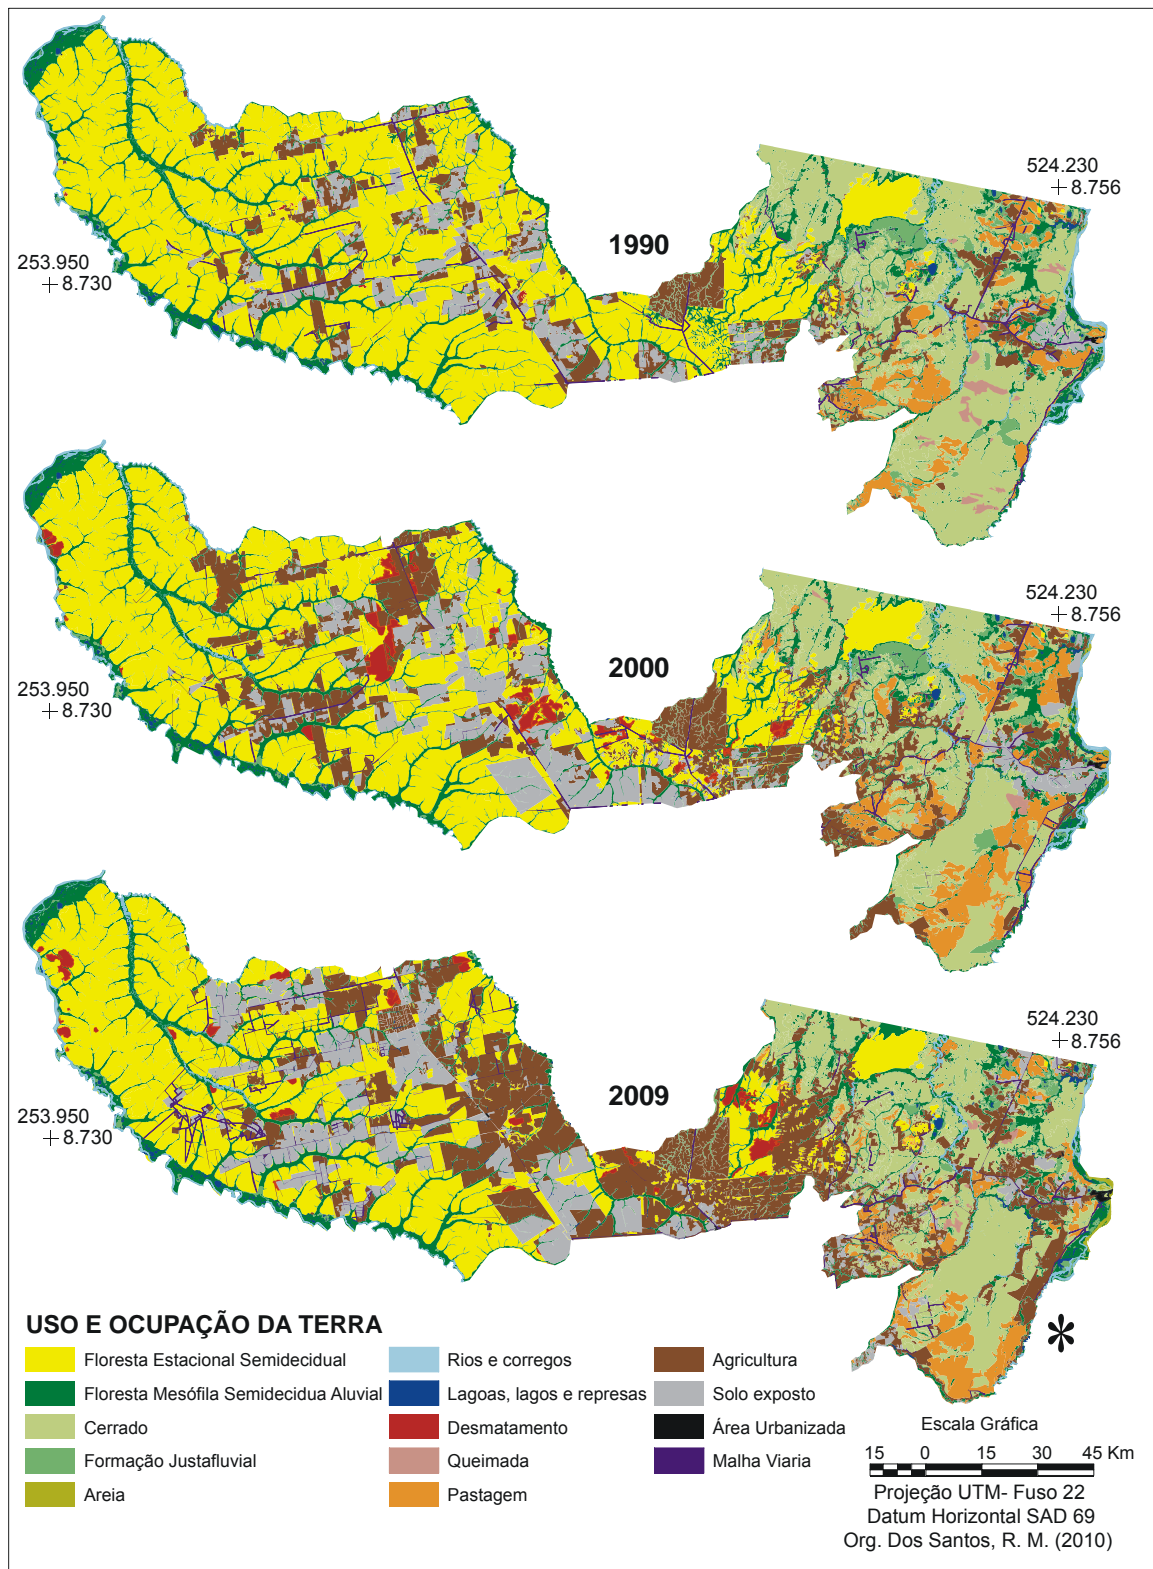 524.230
8.756
1990
253.950
8.730
524.230
8.756
2000
253.950
8.730
524.230
8.756
2009
253.950
8.730
USO E OCUPAÇÃO DA TERRA
Floresta Estacional Semidecidual
Floresta Mesófila Semidecidua Aluvial
Cerrado
Formação Justafluvial
Areia
Rios e corregos
Lagoas, lagos e represas
Desmatamento
Queimada
Pastagem
Agricultura
Solo exposto
Área Urbanizada
Malha Viaria
Escala Gráfica
15 0 15 30 45 Km
Projeção UTM- Fuso 22
Datum Horizontal SAD 69
Org. Dos Santos, R. M. (2010)